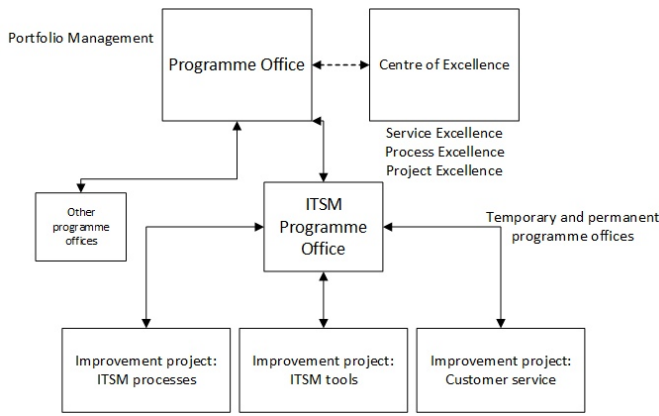 Portfolio Management
Programme Office
Centre of Excellence
Service Excellence
Process Excellence
Project Excellence
Other
programme
offices
ITSM
Programme
Office
Temporary and permanent
programme offices
Improvement project:
ITSM processes
Improvement project:
ITSM tools
Improvement project:
Customer service